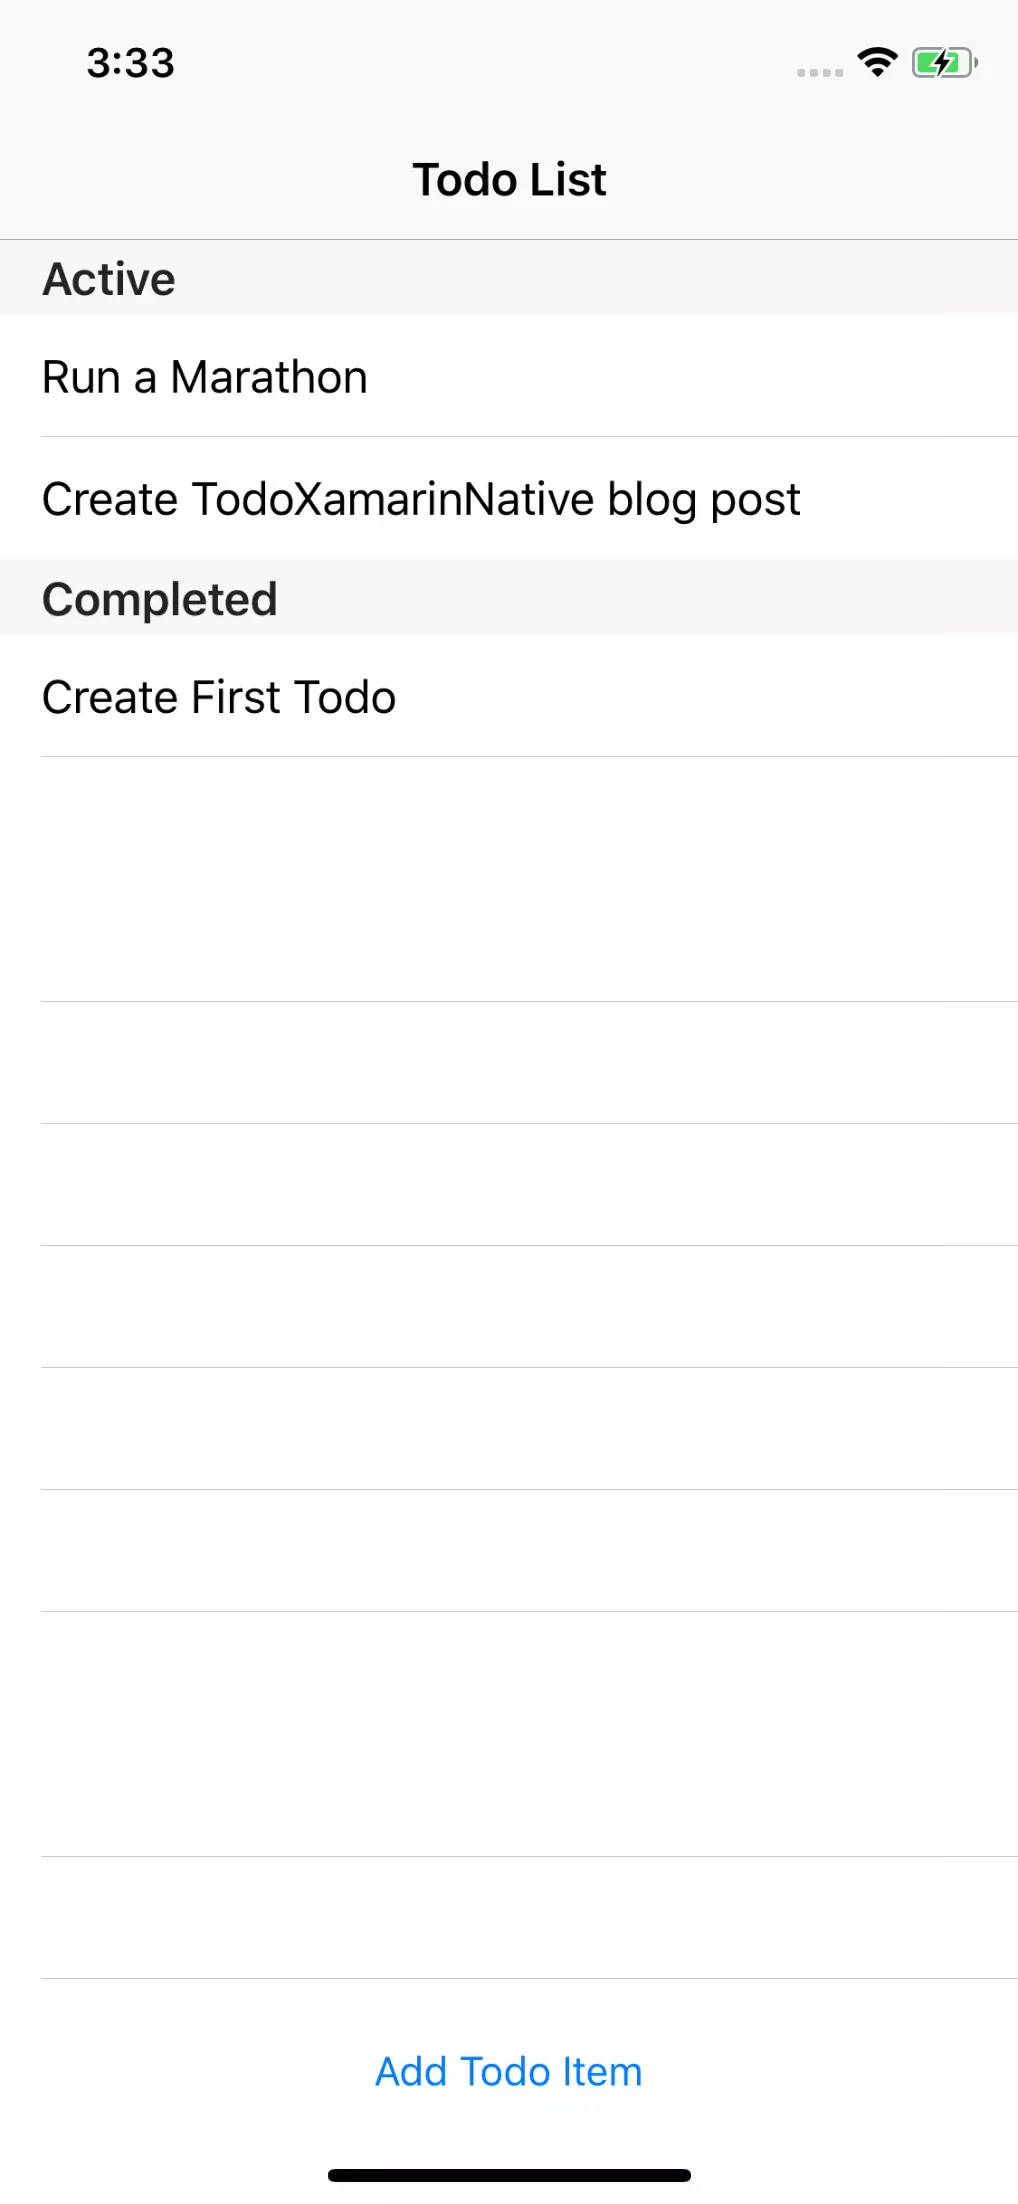 3:33
Todo List
Active
Run a Marathon
Create TodoXamarinNative blog post
Completed
Create First Todo
Add Todo Item